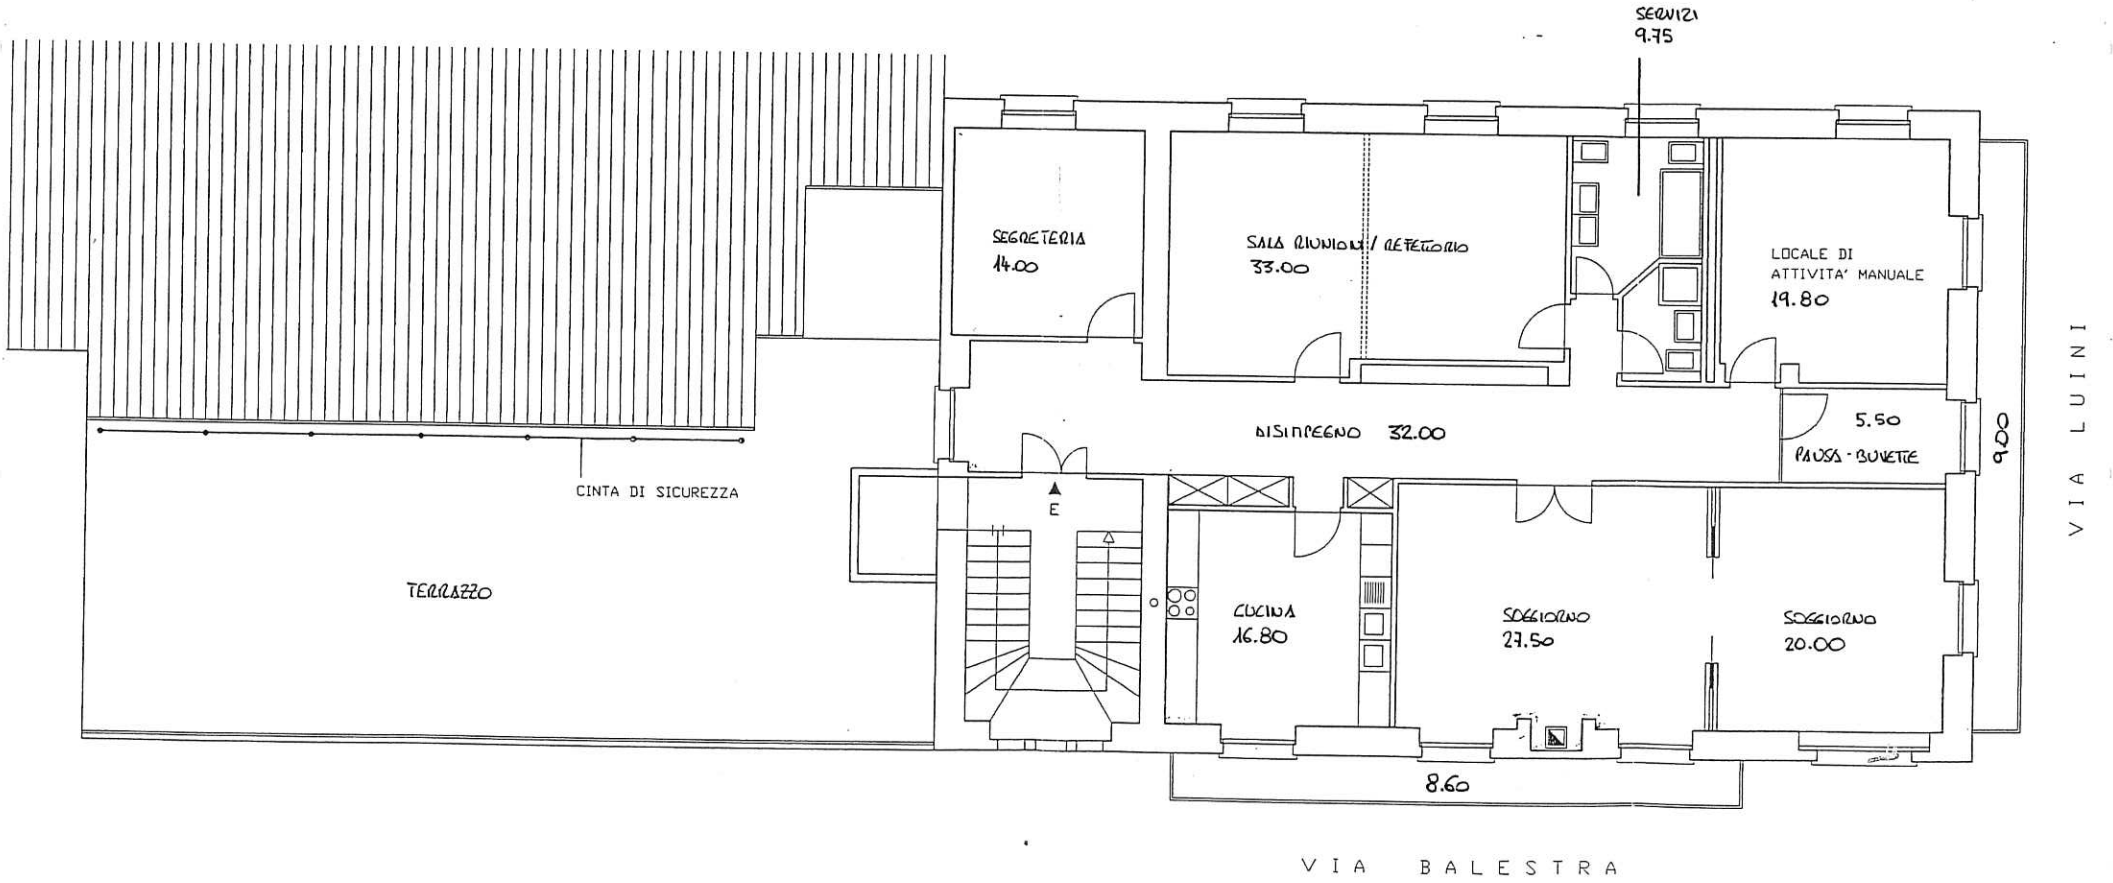 SERVIZI
9.75
SEGRETERIA
14.00
SALA RIUNIONI / REFETTORIO
33.00
LOCALE DI
ATTIVITA' MANUALE
19.80
DISIMPEGNO 32.00
5.50
PAUSA - BUVETTE
9.00
VIA LUINI
CINTA DI SICUREZZA
E
TERRAZZO
CUCINA
16.80
SOGGIORNO
27.50
SOGGIORNO
20.00
8.60
VIA BALESTRA